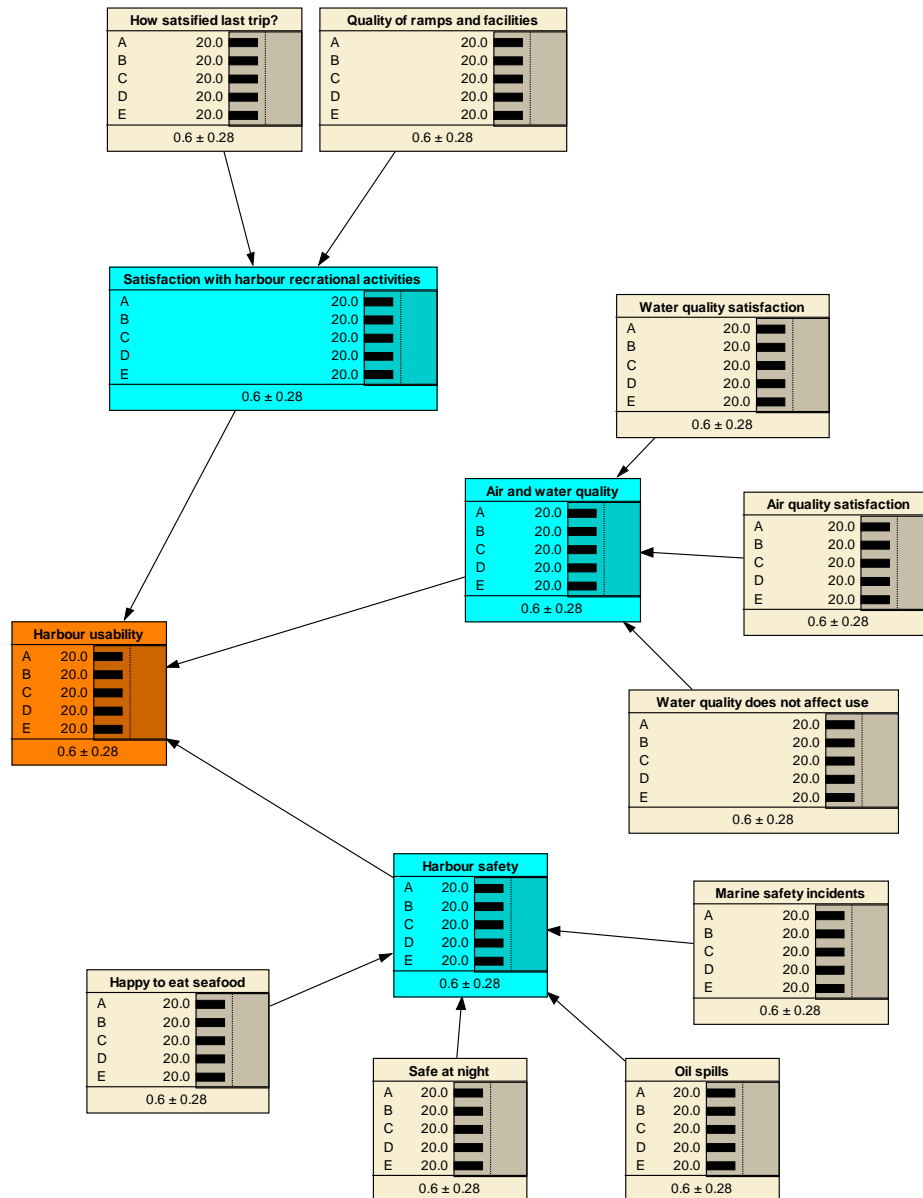 How satsified last trip?
A 20.0
B 20.0
C 20.0
D 20.0
E 20.0
0.6 ± 0.28
Quality of ramps and facilities
A 20.0
B 20.0
C 20.0
D 20.0
E 20.0
0.6 ± 0.28
Satisfaction with harbour recrational activities
A 20.0
B 20.0
C 20.0
D 20.0
E 20.0
0.6 ± 0.28
Water quality satisfaction
A 20.0
B 20.0
C 20.0
D 20.0
E 20.0
0.6 ± 0.28
Air and water quality
A 20.0
B 20.0
C 20.0
D 20.0
E 20.0
0.6 ± 0.28
Air quality satisfaction
A 20.0
B 20.0
C 20.0
D 20.0
E 20.0
0.6 ± 0.28
Harbour usability
A 20.0
B 20.0
C 20.0
D 20.0
E 20.0
0.6 ± 0.28
Water quality does not affect use
A 20.0
B 20.0
C 20.0
D 20.0
E 20.0
0.6 ± 0.28
Harbour safety
A 20.0
B 20.0
C 20.0
D 20.0
E 20.0
0.6 ± 0.28
Marine safety incidents
A 20.0
B 20.0
C 20.0
D 20.0
E 20.0
0.6 ± 0.28
Happy to eat seafood
A 20.0
B 20.0
C 20.0
D 20.0
E 20.0
0.6 ± 0.28
Safe at night
A 20.0
B 20.0
C 20.0
D 20.0
E 20.0
0.6 ± 0.28
Oil spills
A 20.0
B 20.0
C 20.0
D 20.0
E 20.0
0.6 ± 0.28